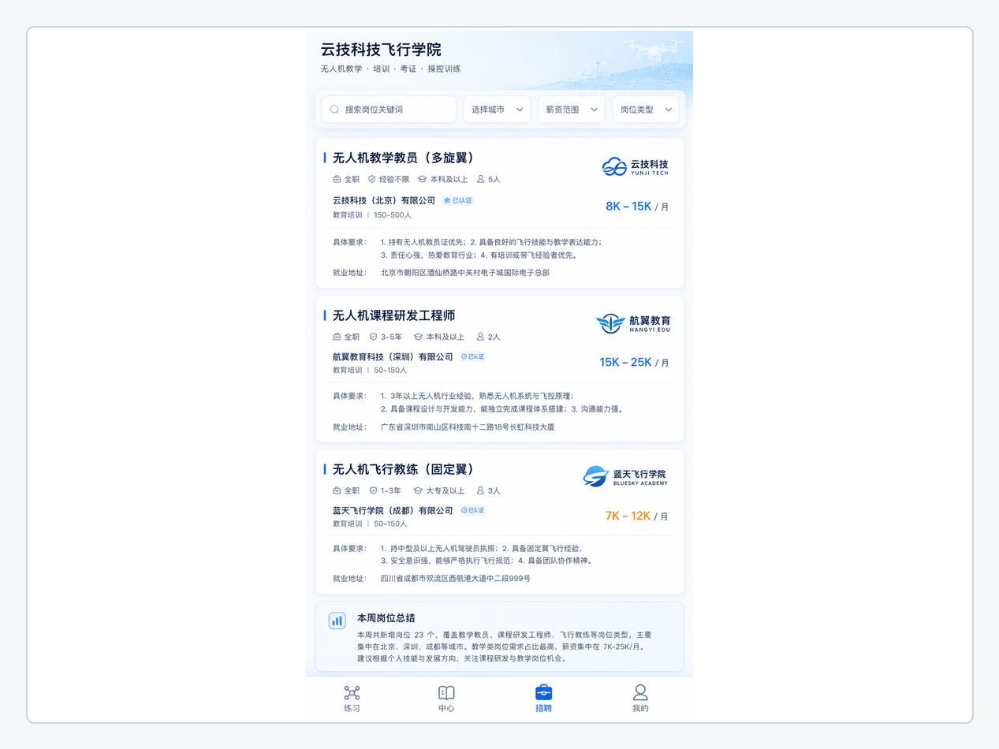 云技科技飞行学院
无人机教学 · 培训 · 考证 · 操控训练
搜索岗位关键词 选择城市 薪资范围 岗位类型
无人机教学教员（多旋翼）
云技科技
YUNJI TECH
全职 经验不限 本科及以上 5人
云技科技（北京）有限公司 已认证
8K – 15K / 月
教育培训 | 150–500人
具体要求： 1. 持有无人机教员证优先；2. 具备良好的飞行技能与教学表达能力；
3. 责任心强，热爱教育行业；4. 有培训或带飞经验者优先。
就业地址： 北京市朝阳区酒仙桥路中关村电子城国际电子总部
无人机课程研发工程师
航翼教育
HANGYI EDU
全职 3–5年 本科及以上 2人
航翼教育科技（深圳）有限公司 已认证
15K – 25K / 月
教育培训 | 50–150人
具体要求： 1. 3年以上无人机行业经验，熟悉无人机系统与飞控原理；
2. 具备课程设计与开发能力，能独立完成课程体系搭建；3. 沟通能力强。
就业地址： 广东省深圳市南山区科技南十二路18号长虹科技大厦
无人机飞行教练（固定翼）
蓝天飞行学院
BLUESKY ACADEMY
全职 1–3年 大专及以上 3人
蓝天飞行学院（成都）有限公司 已认证
7K – 12K / 月
教育培训 | 50–150人
具体要求： 1. 持中型及以上无人机驾驶员执照；2. 具备固定翼飞行经验；
3. 安全意识强，能够严格执行飞行规范；4. 具备团队协作精神。
就业地址： 四川省成都市双流区西航港大道中二段999号
本周岗位总结
本周共新增岗位 23 个，覆盖教学教员、课程研发工程师、飞行教练等岗位类型，主要
集中在北京、深圳、成都等城市。教学类岗位需求占比最高，薪资集中在 7K–25K/月。
建议根据个人技能与发展方向，关注课程研发与教学岗位机会。
练习 中心 招聘 我的